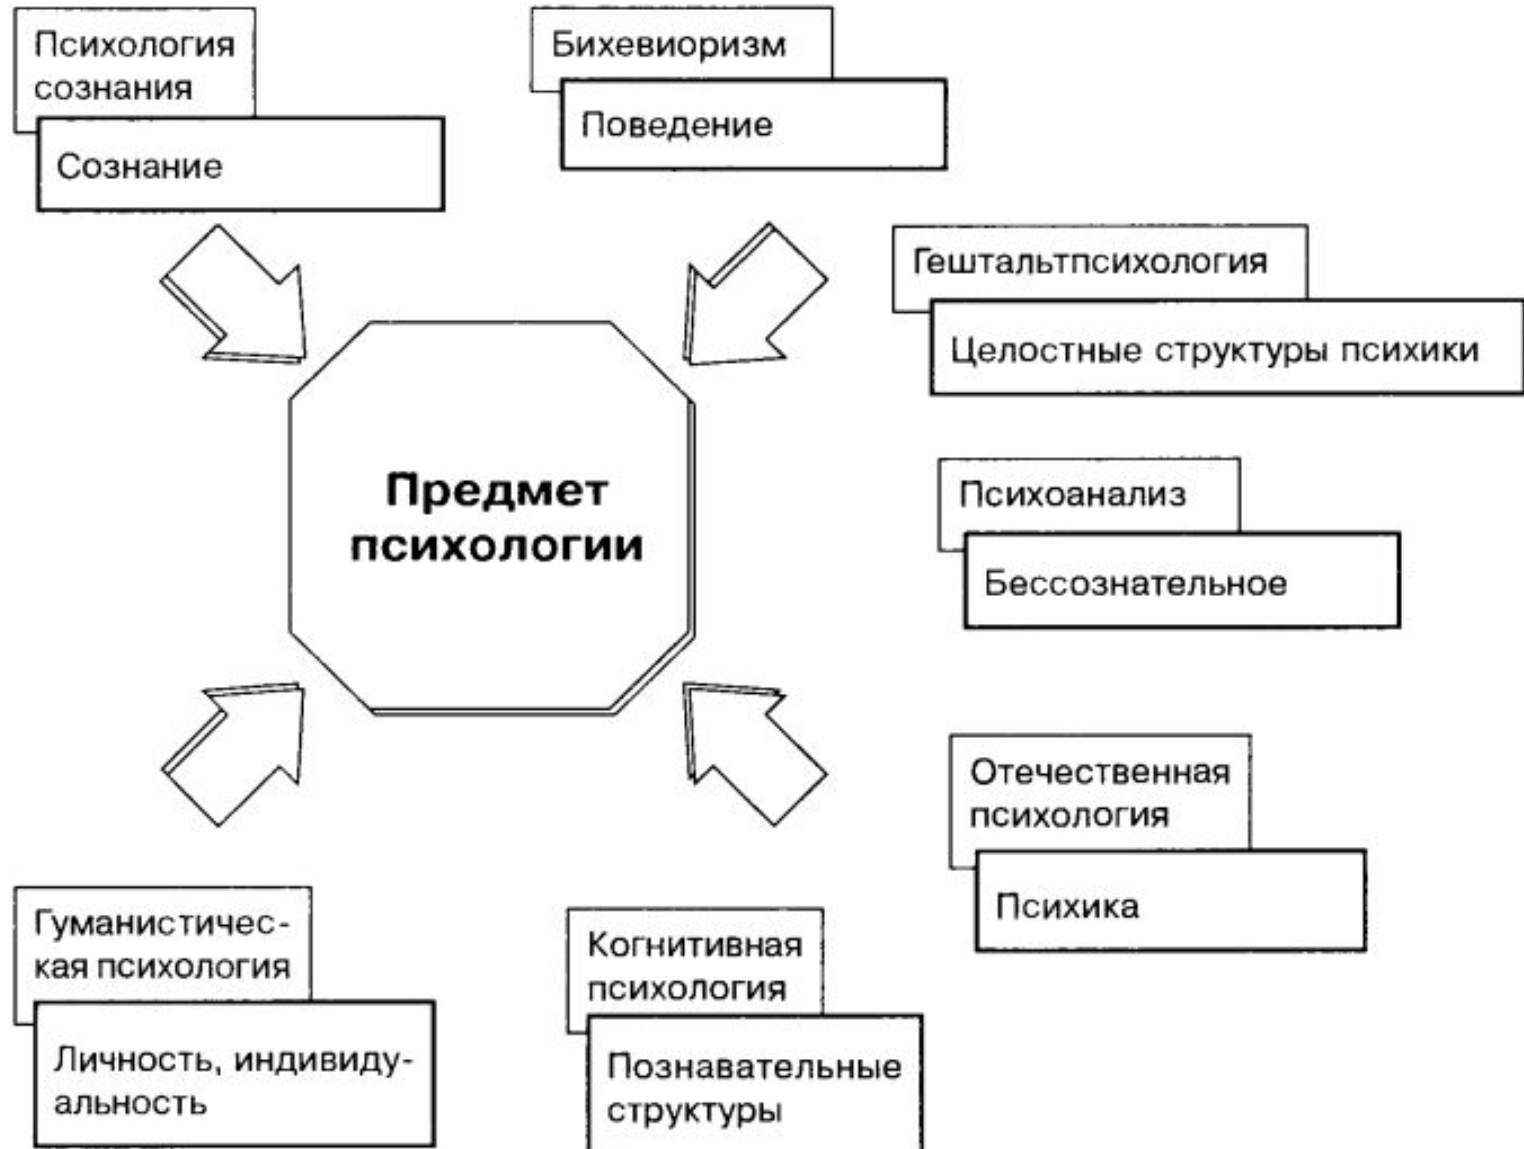 Психология
сознания
Сознание
Бихевиоризм
Поведение
Гештальтпсихология
Целостные структуры психики
Предмет
психологии
Психоанализ
Бессознательное
Отечественная
психология
Психика
Гуманистичес-
кая психология
Личность, индивиду-
альность
Когнитивная
психология
Познавательные
структуры